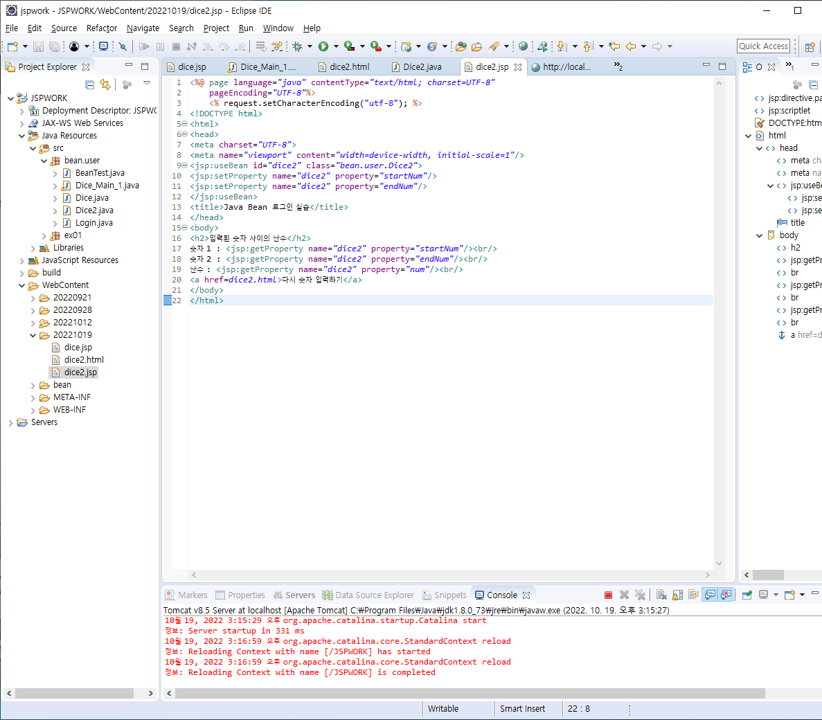 jspwork - JSPWORK/WebContent/20221019/dice2.jsp - Eclipse IDE
File Edit Source Refactor Navigate Search Project Run Window Help
Quick Access
Project Explorer
JSPWORK
Deployment Descriptor: JSPWO
JAX-WS Web Services
Java Resources
src
bean.user
BeanTest.java
Dice_Main_1.java
Dice.java
Dice2.java
Login.java
ex01
Libraries
JavaScript Resources
build
WebContent
20220921
20220928
20221012
20221019
dice.jsp
dice2.html
dice2.jsp
bean
META-INF
WEB-INF
Servers
dice.jsp Dice_Main_1.... dice2.html Dice2.java dice2.jsp http://local... »2
1 <%@ page language="java" contentType="text/html; charset=UTF-8"
2 pageEncoding="UTF-8"%>
3 <% request.setCharacterEncoding("utf-8"); %>
4 <!DOCTYPE html>
5 <html>
6 <head>
7 <meta charset="UTF-8">
8 <meta name="viewport" content="width=device-width, initial-scale=1"/>
9 <jsp:useBean id="dice2" class="bean.user.Dice2">
10 <jsp:setProperty name="dice2" property="startNum"/>
11 <jsp:setProperty name="dice2" property="endNum"/>
12 </jsp:useBean>
13 <title>Java Bean 로그인 실습</title>
14 </head>
15 <body>
16 <h2>입력된 숫자 사이의 난수</h2>
17 숫자 1 : <jsp:getProperty name="dice2" property="startNum"/><br/>
18 숫자 2 : <jsp:getProperty name="dice2" property="endNum"/><br/>
19 난수 : <jsp:getProperty name="dice2" property="num"/><br/>
20 <a href=dice2.html>다시 숫자 입력하기</a>
21 </body>
22 </html>
O »1
jsp:directive.pa
jsp:scriptlet
DOCTYPE:htm
html
head
meta char
meta na
jsp:useBe
jsp:se
jsp:se
title
body
h2
jsp:getPr
br
jsp:getPr
br
jsp:getPr
br
a href=d
Markers Properties Servers Data Source Explorer Snippets Console
Tomcat v8.5 Server at localhost [Apache Tomcat] C:₩Program Files₩Java₩jdk1.8.0_73₩jre₩bin₩javaw.exe (2022. 10. 19. 오후 3:15:27)
10월 19, 2022 3:15:29 오후 org.apache.catalina.startup.Catalina start
정보: Server startup in 331 ms
10월 19, 2022 3:16:59 오후 org.apache.catalina.core.StandardContext reload
정보: Reloading Context with name [/JSPWORK] has started
10월 19, 2022 3:16:59 오후 org.apache.catalina.core.StandardContext reload
정보: Reloading Context with name [/JSPWORK] is completed
Writable Smart Insert 22 : 8